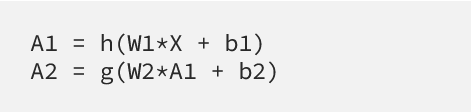 A1 = h(W1*X + b1)
A2 = g(W2*A1 + b2)